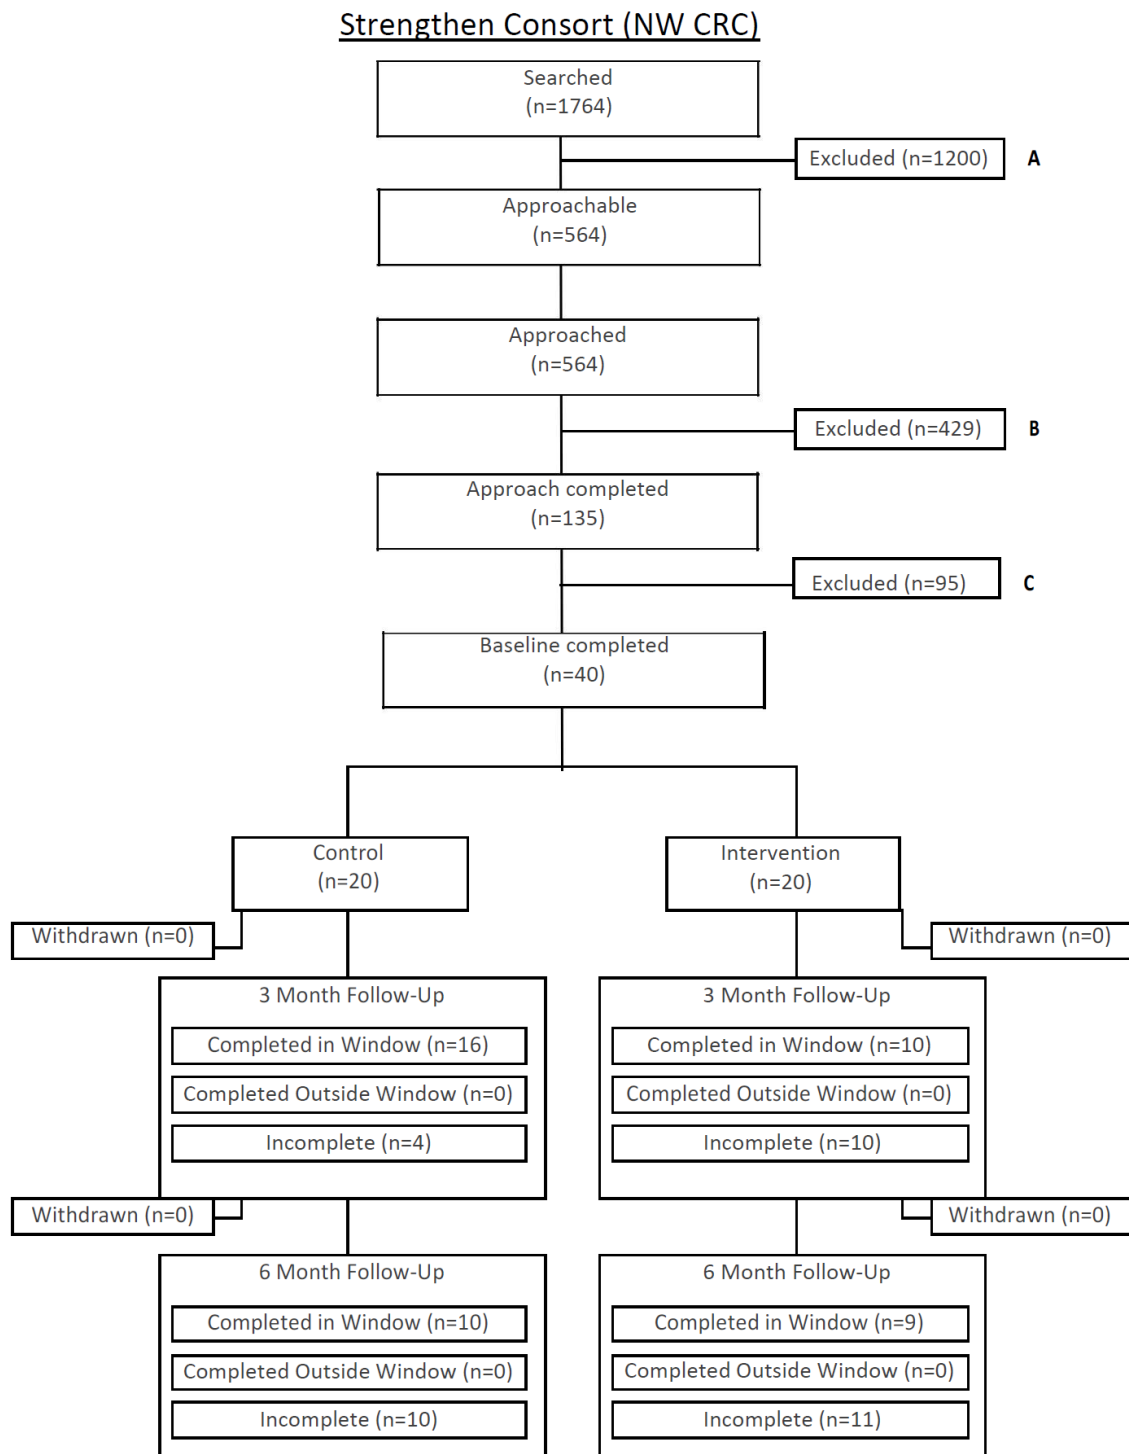 Strengthen Consort (NW CRC)
Searched
(n=1764)
Excluded (n=1200)
A
Approachable
(n=564)
Approached
(n=564)
Excluded (n=429)
B
Approach completed
(n=135)
Excluded (n=95)
C
Baseline completed
(n=40)
Control
(n=20)
Intervention
(n=20)
Withdrawn (n=0)
Withdrawn (n=0)
3 Month Follow-Up
Completed in Window (n=16)
Completed Outside Window (n=0)
Incomplete (n=4)
3 Month Follow-Up
Completed in Window (n=10)
Completed Outside Window (n=0)
Incomplete (n=10)
Withdrawn (n=0)
Withdrawn (n=0)
6 Month Follow-Up
Completed in Window (n=10)
Completed Outside Window (n=0)
Incomplete (n=10)
6 Month Follow-Up
Completed in Window (n=9)
Completed Outside Window (n=0)
Incomplete (n=11)